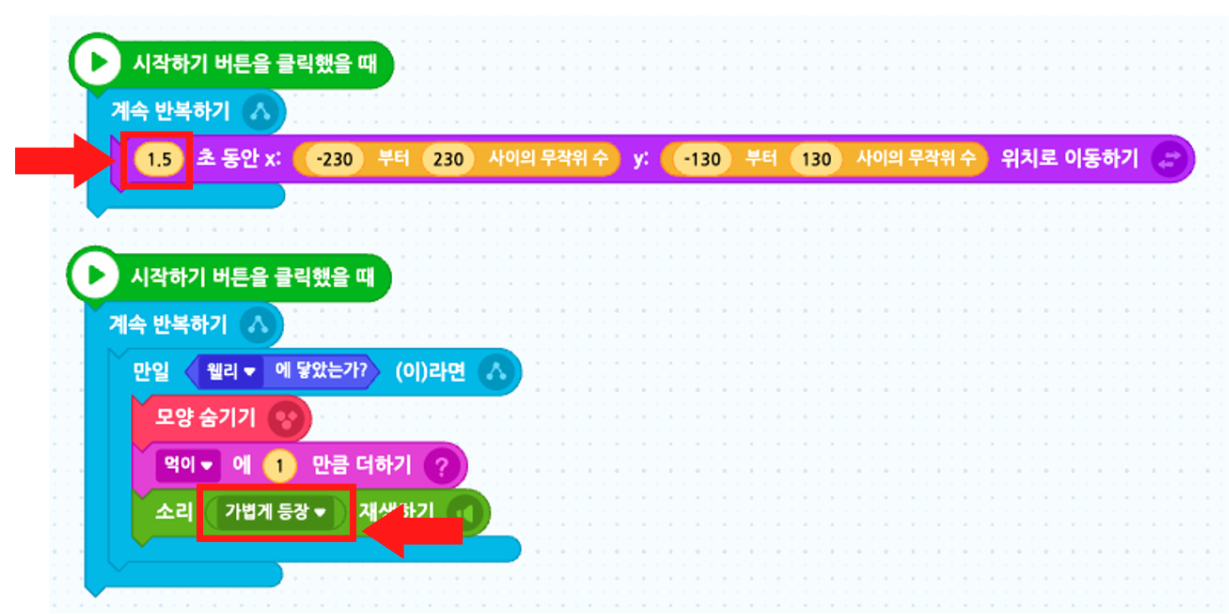 시작하기 버튼을 클릭했을 때
계속 반복하기
1.5 초 동안 x: -230 부터 230 사이의 무작위 수 y: -130 부터 130 사이의 무작위 수 위치로 이동하기
시작하기 버튼을 클릭했을 때
계속 반복하기
만일 웰리 에 닿았는가? (이)라면
모양 숨기기
먹이 에 1 만큼 더하기 ?
소리 가볍게 등장 재생하기